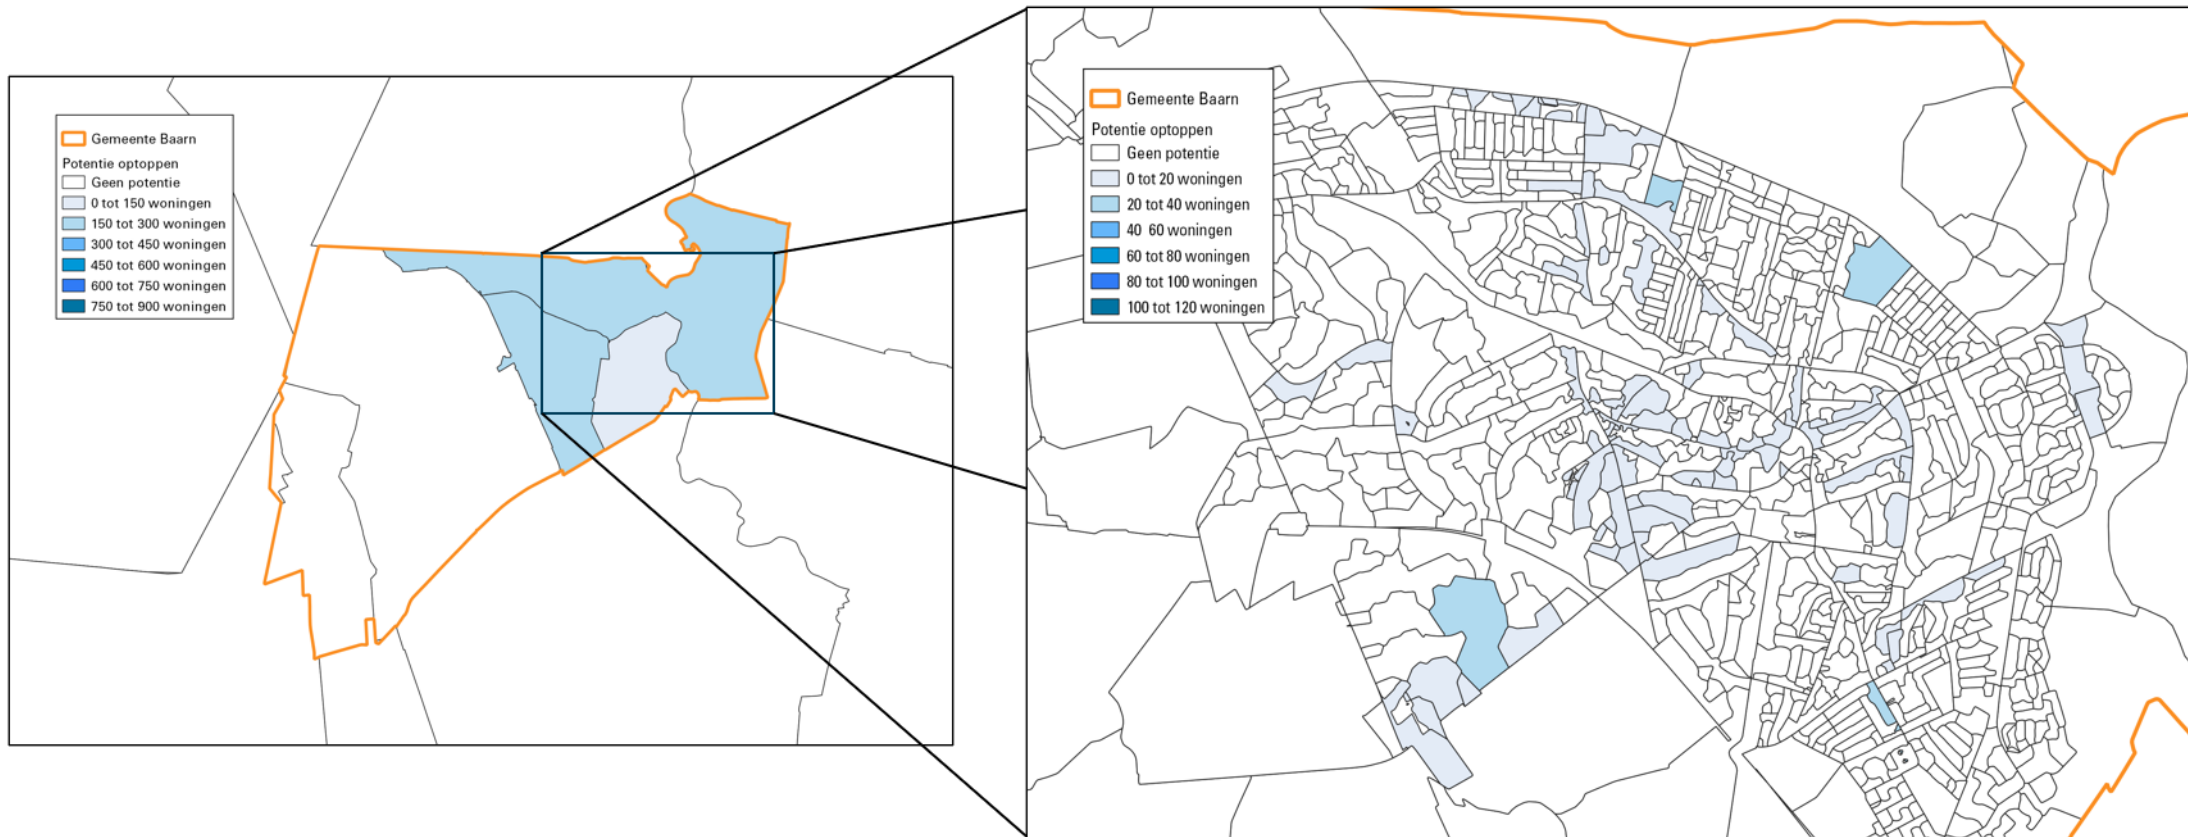 Gemeente Baarn
Potentie optoppen
Geen potentie
0 tot 150 woningen
150 tot 300 woningen
300 tot 450 woningen
450 tot 600 woningen
600 tot 750 woningen
750 tot 900 woningen
Gemeente Baarn
Potentie optoppen
Geen potentie
0 tot 20 woningen
20 tot 40 woningen
40 60 woningen
60 tot 80 woningen
80 tot 100 woningen
100 tot 120 woningen